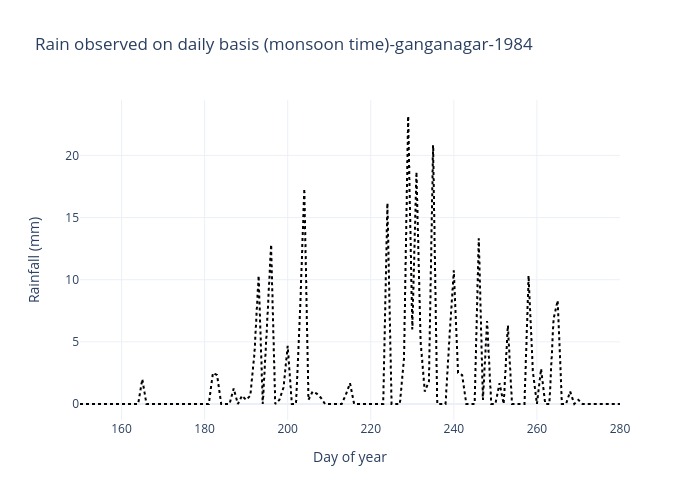 Rain observed on daily basis (monsoon time)-ganganagar-1984
Rainfall (mm)
20
15
10
5
0
160 180 200 220 240 260 280
Day of year